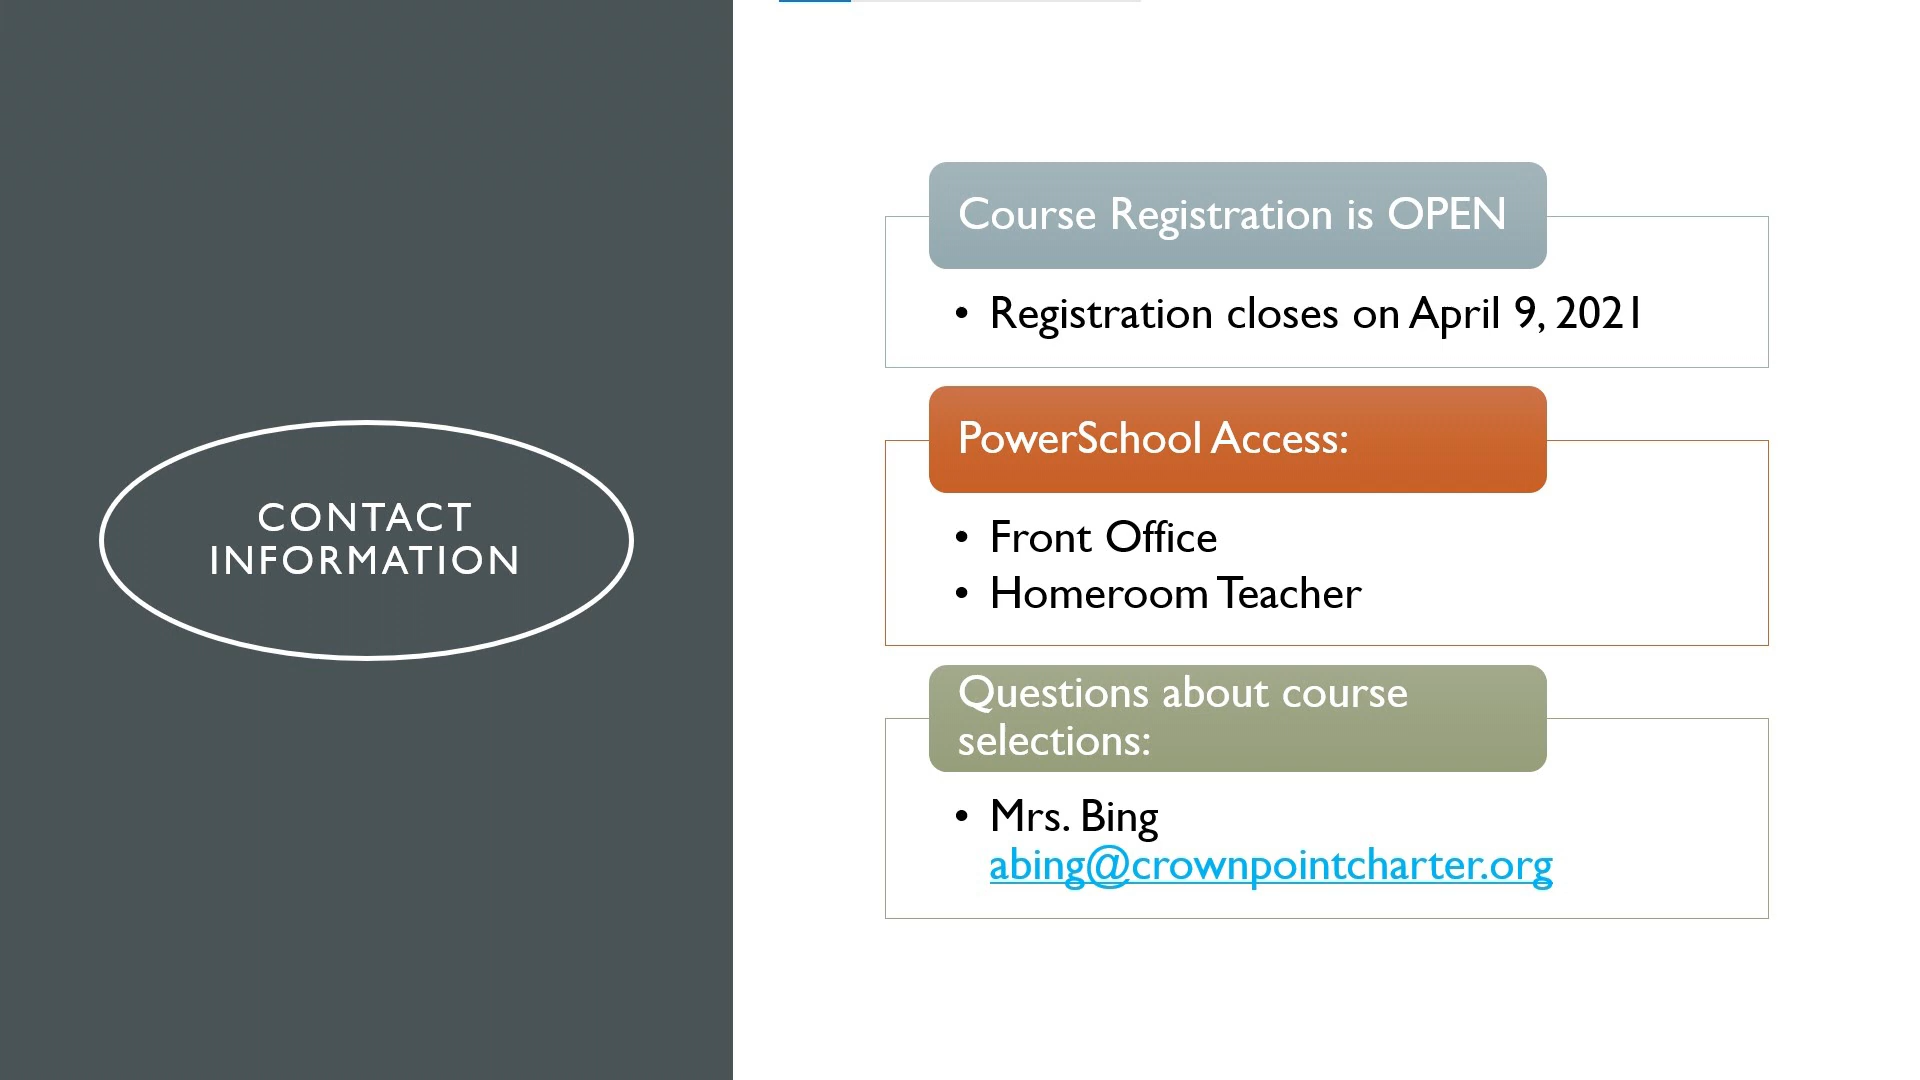 CONTACT
INFORMATION
Course Registration is OPEN
• Registration closes on April 9, 2021
PowerSchool Access:
• Front Office
• Homeroom Teacher
Questions about course
selections:
• Mrs. Bing
abing@crownpointcharter.org